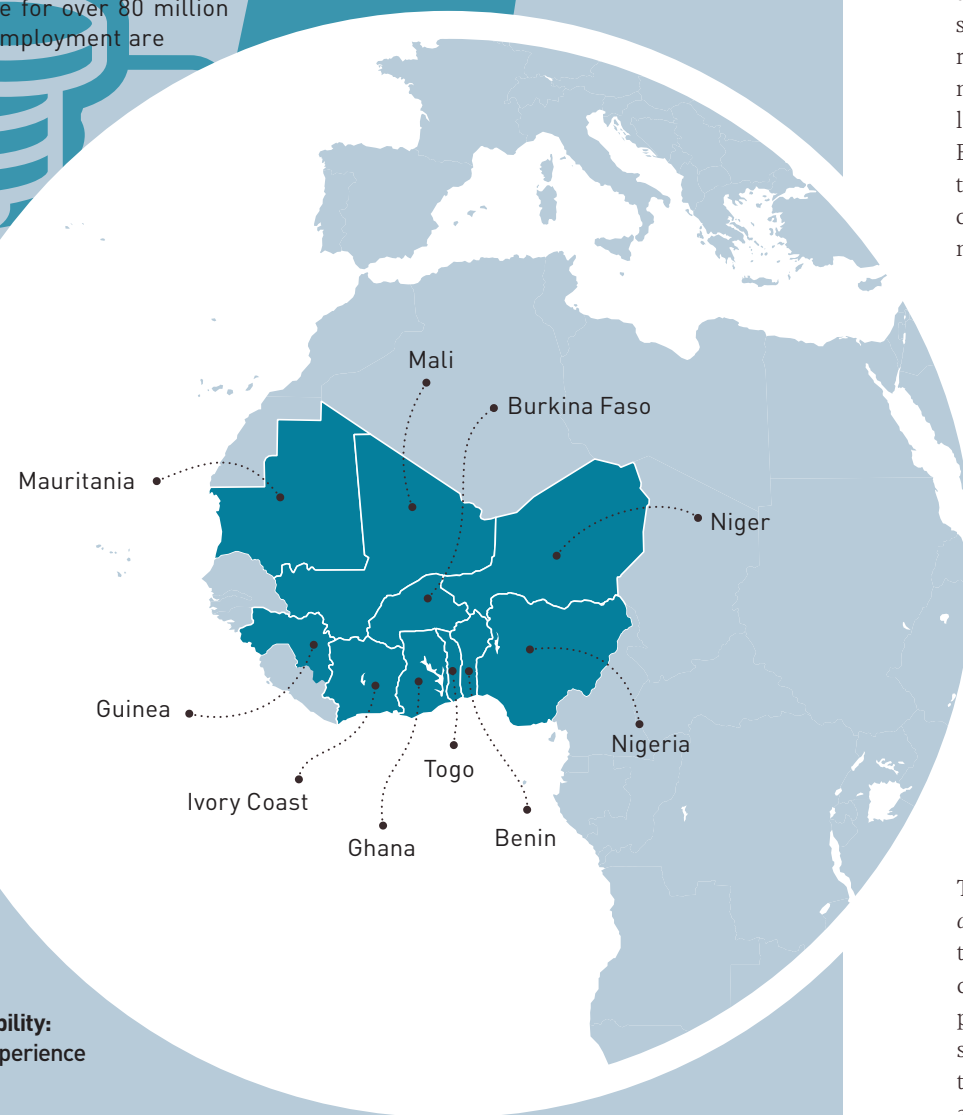 e for over 80 million
mployment are
Mali
Burkina Faso
Mauritania
Niger
Guinea
Nigeria
Togo
Ivory Coast
Benin
Ghana
bility:
perience